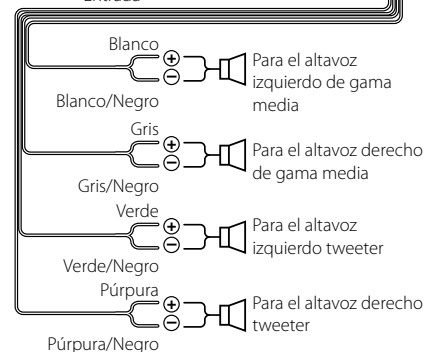 Entrada
Blanco
Para el altavoz
izquierdo de gama
media
Blanco/Negro
Gris
Para el altavoz derecho
de gama media
Gris/Negro
Verde
Para el altavoz
izquierdo tweeter
Verde/Negro
Púrpura
Para el altavoz derecho
tweeter
Púrpura/Negro